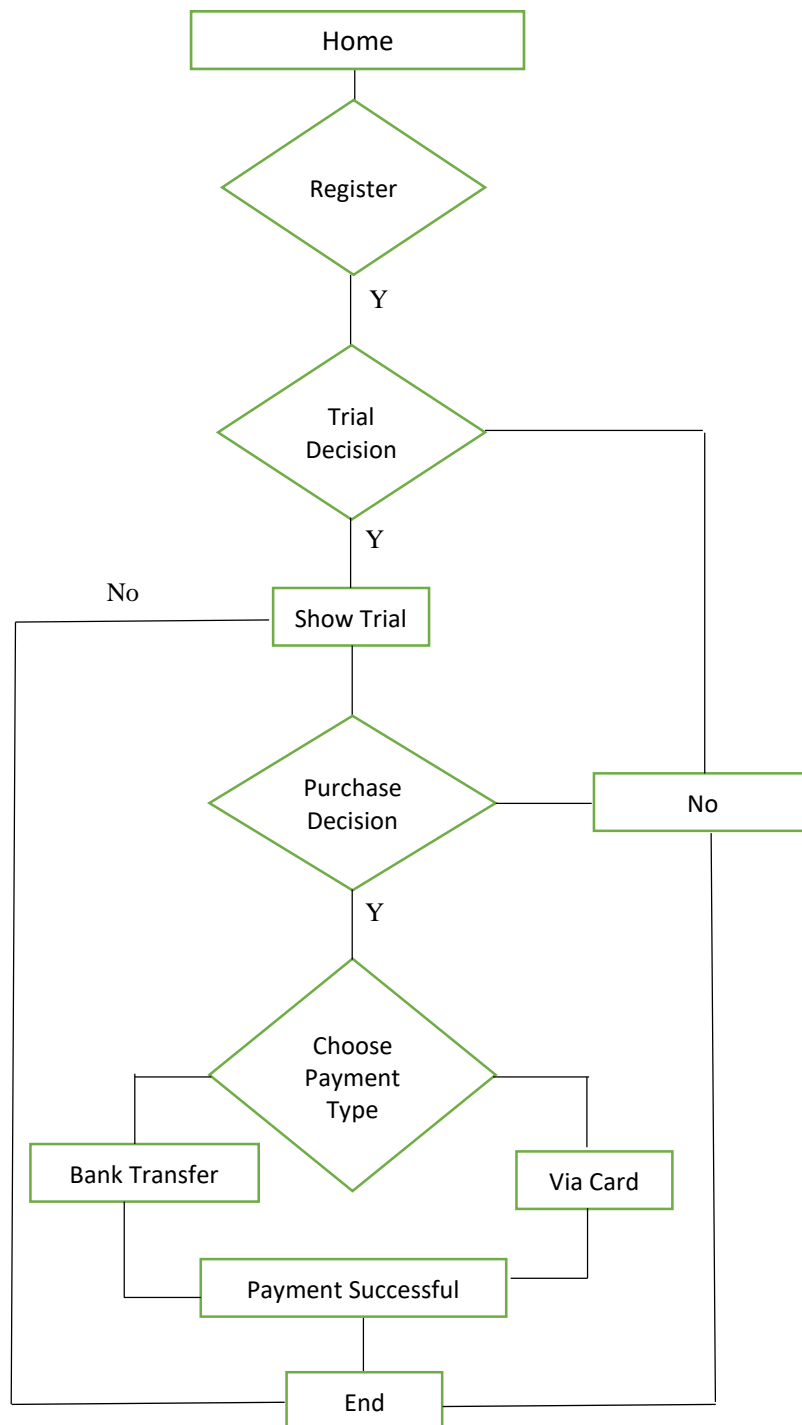 Home
Register
Y
Trial
Decision
Y
No
Show Trial
Purchase
Decision
No
Y
Choose
Payment
Type
Bank Transfer
Via Card
Payment Successful
End